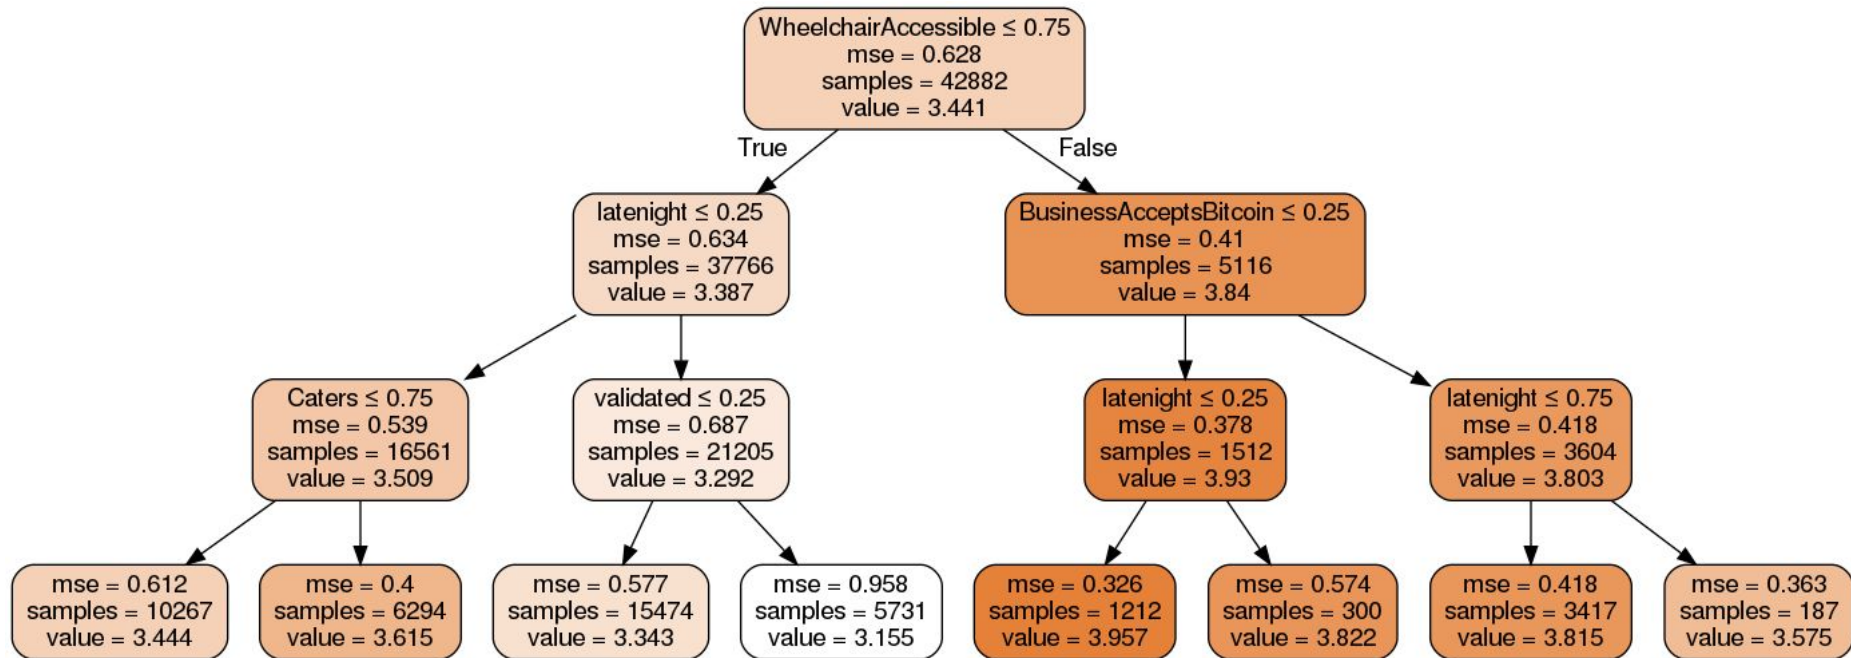 WheelchairAccessible ≤ 0.75
mse = 0.628
samples = 42882
value = 3.441
True
False
latenight ≤ 0.25
mse = 0.634
samples = 37766
value = 3.387
BusinessAcceptsBitcoin ≤ 0.25
mse = 0.41
samples = 5116
value = 3.84
Caters ≤ 0.75
mse = 0.539
samples = 16561
value = 3.509
validated ≤ 0.25
mse = 0.687
samples = 21205
value = 3.292
latenight ≤ 0.25
mse = 0.378
samples = 1512
value = 3.93
latenight ≤ 0.75
mse = 0.418
samples = 3604
value = 3.803
mse = 0.612
samples = 10267
value = 3.444
mse = 0.4
samples = 6294
value = 3.615
mse = 0.577
samples = 15474
value = 3.343
mse = 0.958
samples = 5731
value = 3.155
mse = 0.326
samples = 1212
value = 3.957
mse = 0.574
samples = 300
value = 3.822
mse = 0.418
samples = 3417
value = 3.815
mse = 0.363
samples = 187
value = 3.575